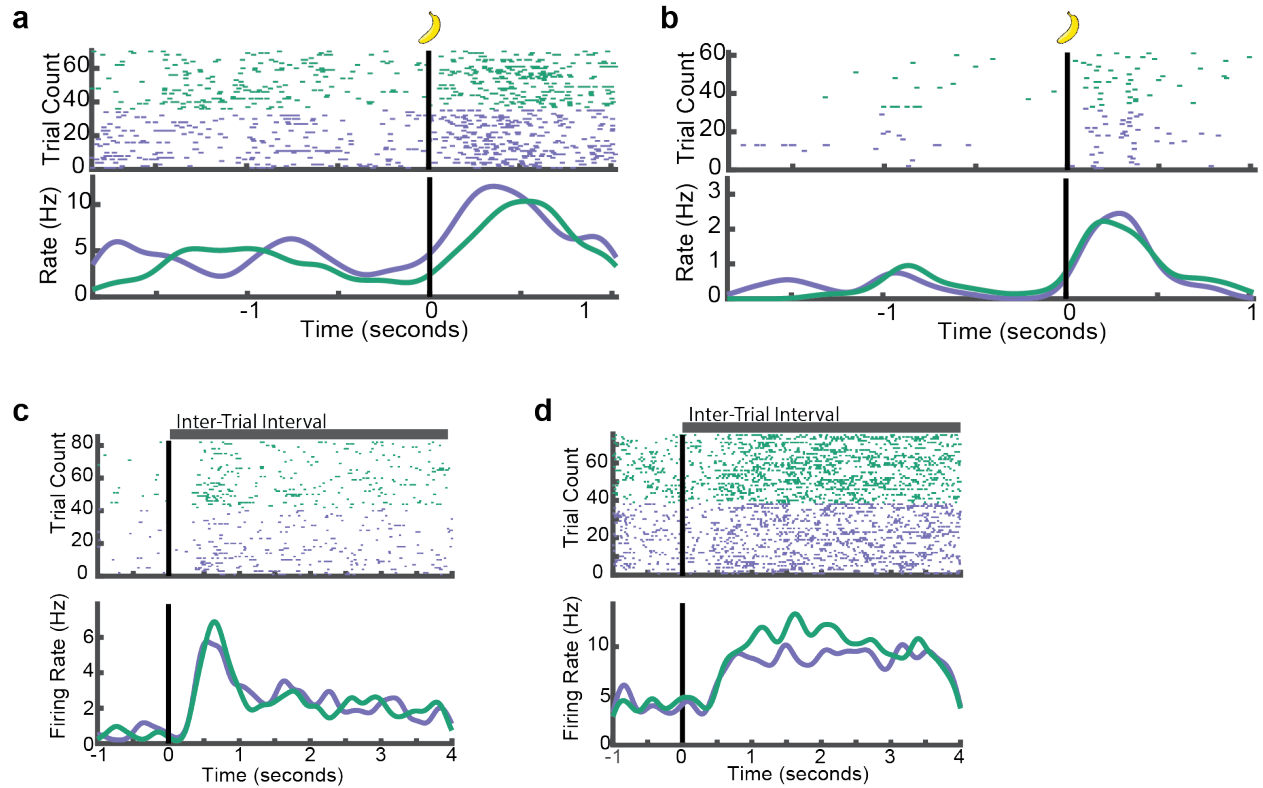 a
Trial Count
60
40
20
0
Rate (Hz)
10
5
0
-1
0
1
Time (seconds)
b
Trial Count
60
40
20
0
Rate (Hz)
3
2
1
0
-1
0
1
Time (seconds)
c
Inter-Trial Interval
Trial Count
80
60
40
20
0
Firing Rate (Hz)
6
4
2
0
-1
0
1
2
3
4
Time (seconds)
d
Inter-Trial Interval
Trial Count
60
40
20
0
Firing Rate (Hz)
10
5
0
-1
0
1
2
3
4
Time (seconds)